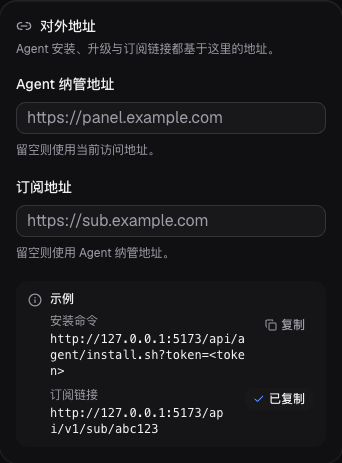 对外地址
Agent 安装、升级与订阅链接都基于这里的地址。
Agent 纳管地址
https://panel.example.com
留空则使用当前访问地址。
订阅地址
https://sub.example.com
留空则使用 Agent 纳管地址。
示例
安装命令
复制
http://127.0.0.1:5173/api/a
gent/install.sh?token=<toke
n>
订阅链接
已复制
http://127.0.0.1:5173/ap
i/v1/sub/abc123